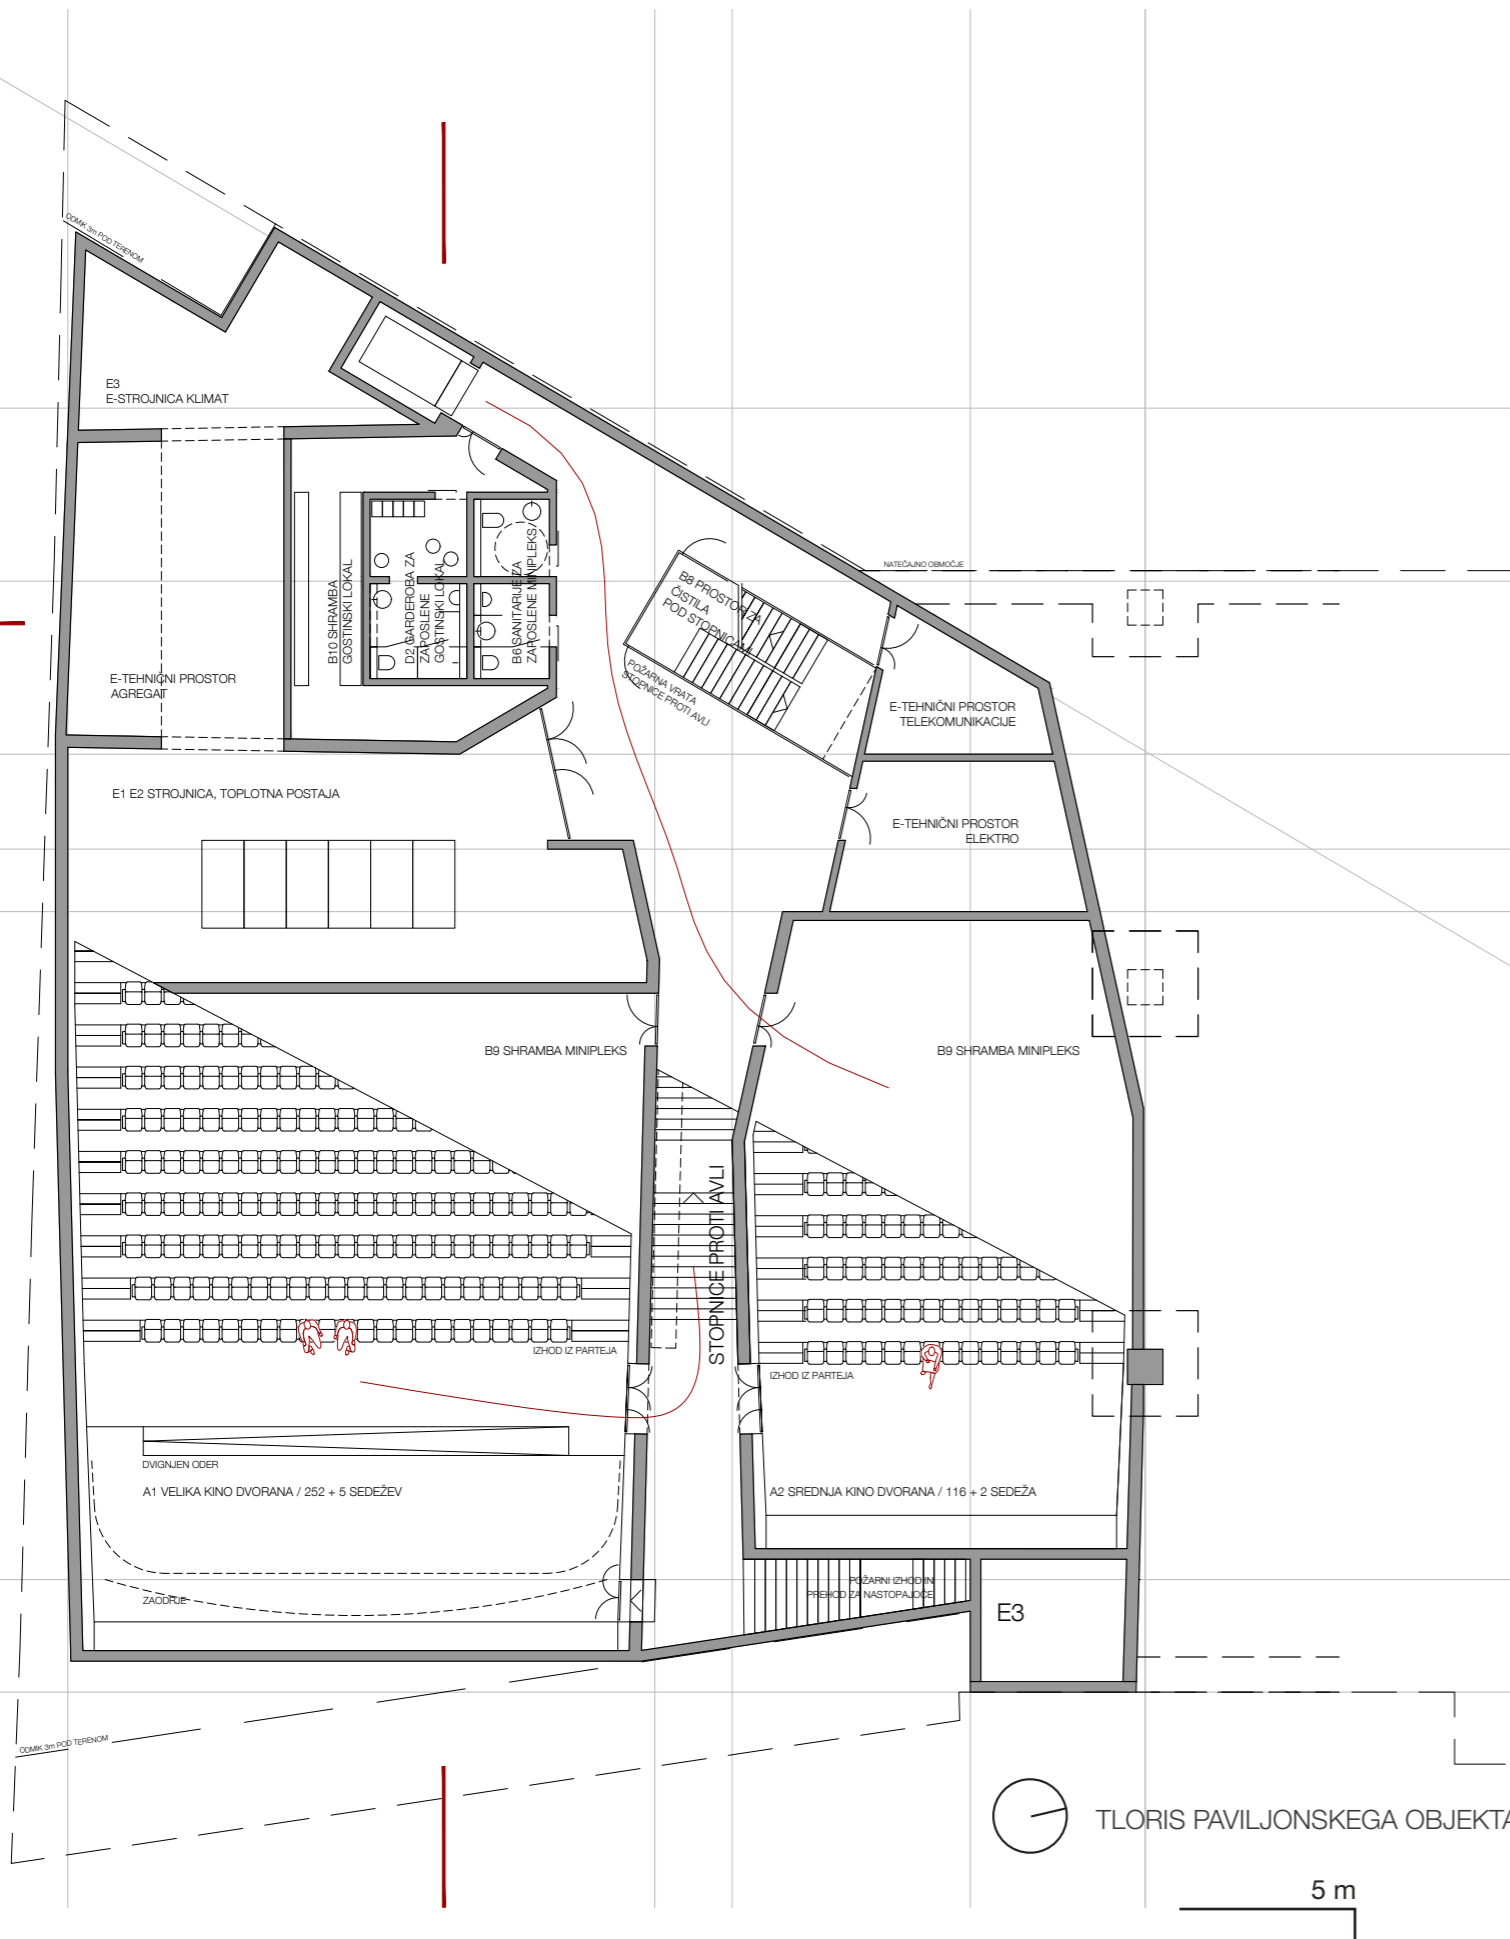 ODMIK 3m POD TERENOM
E3
E-STROJNICA KLIMAT
NATEČAJNO OBMOČJE
B10 SHRAMBA
GOSTINSKI LOKAL
D2 GARDEROBA ZA
ZAPOSLENE
GOSTINSKI LOKAL
B6 SANITARIJE ZA
ZAPOSLENE MINIPLEKS
B8 PROSTOR ZA
ČISTILA
POD STOPNICAMI
POŽARNA VRATA
STOPNICE PROTI AVLI
E-TEHNIČNI PROSTOR
AGREGAT
E-TEHNIČNI PROSTOR
TELEKOMUNIKACIJE
E1 E2 STROJNICA, TOPLOTNA POSTAJA
E-TEHNIČNI PROSTOR
ELEKTRO
B9 SHRAMBA MINIPLEKS
B9 SHRAMBA MINIPLEKS
STOPNICE PROTI AVLI
IZHOD IZ PARTEJA
IZHOD IZ PARTEJA
DVIGNJEN ODER
A1 VELIKA KINO DVORANA / 252 + 5 SEDEŽEV
A2 SREDNJA KINO DVORANA / 116 + 2 SEDEŽA
POŽARNI IZHOD IN
PREHOD ZA NASTOPAJOČE
ZAODRJE
E3
ODMIK 3m POD TERENOM
TLORIS PAVILJONSKEGA OBJEKTA
5 m